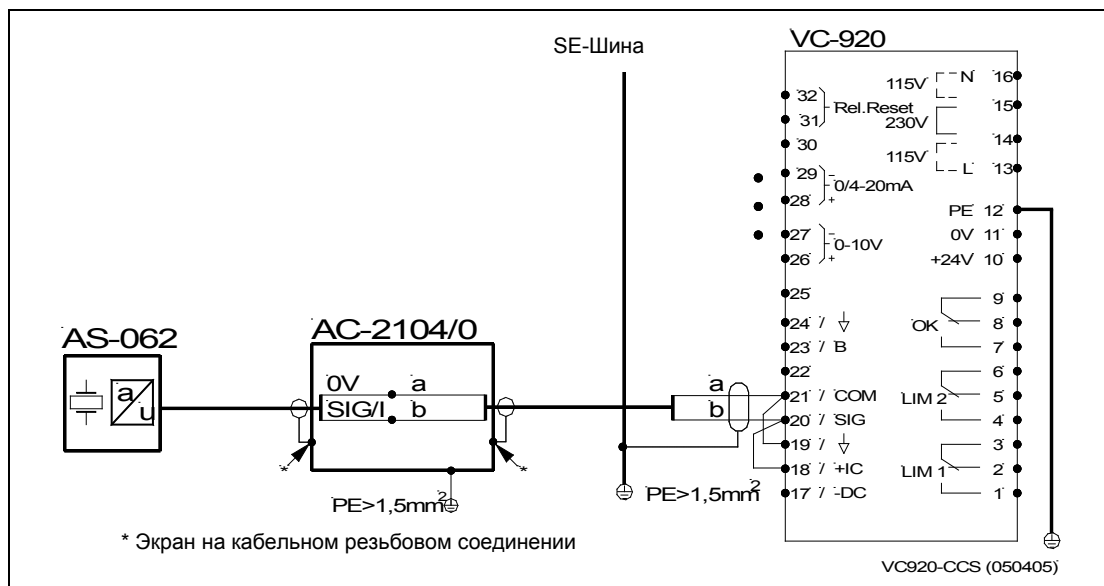 SE-Шина
VC-920
32
31
Rel.Reset
30
29 - 0/4-20mA
28 +
27 - 0-10V
26 +
25
24 / ↓
23 / B
22
21 / COM
20 / SIG
19 / ↓
18 / +IC
17 / -DC
115V N 16
15
230V
14
115V L 13
PE 12
0V 11
+24V 10
9
OK 8
7
6
LIM 2 5
4
3
LIM 1 2
1
AS-062
a
u
AC-2104/0
0V a
SIG/I b
a
b
*
*
PE>1,5mm²
PE>1,5mm²
* Экран на кабельном резьбовом соединении
VC920-CCS (050405)